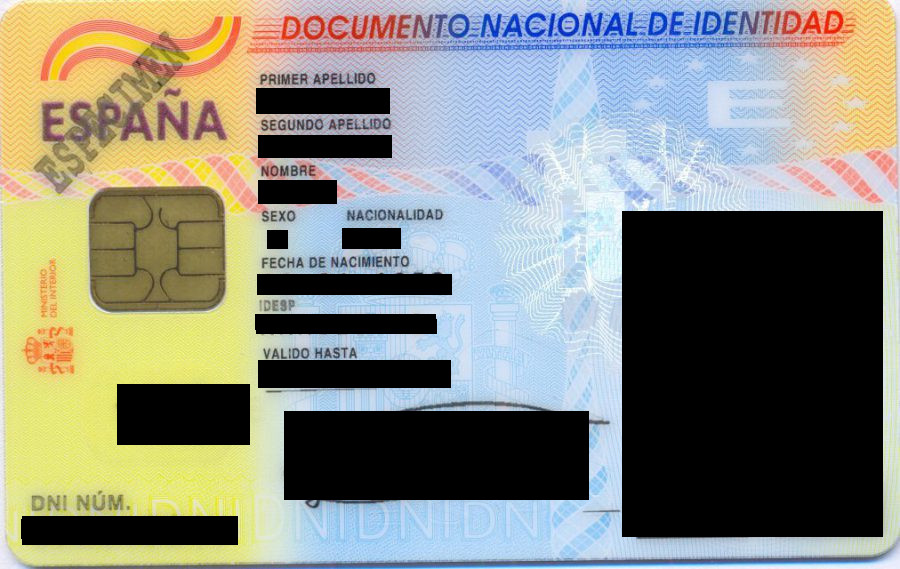 DOCUMENTO NACIONAL DE IDENTIDAD
ESPAÑA
ESPECIMEN
PRIMER APELLIDO
SEGUNDO APELLIDO
NOMBRE
SEXO NACIONALIDAD
FECHA DE NACIMIENTO
IDESP
VALIDO HASTA
MINISTERIO
DEL INTERIOR
DNI NÚM.
DNIDNIDNIDNI